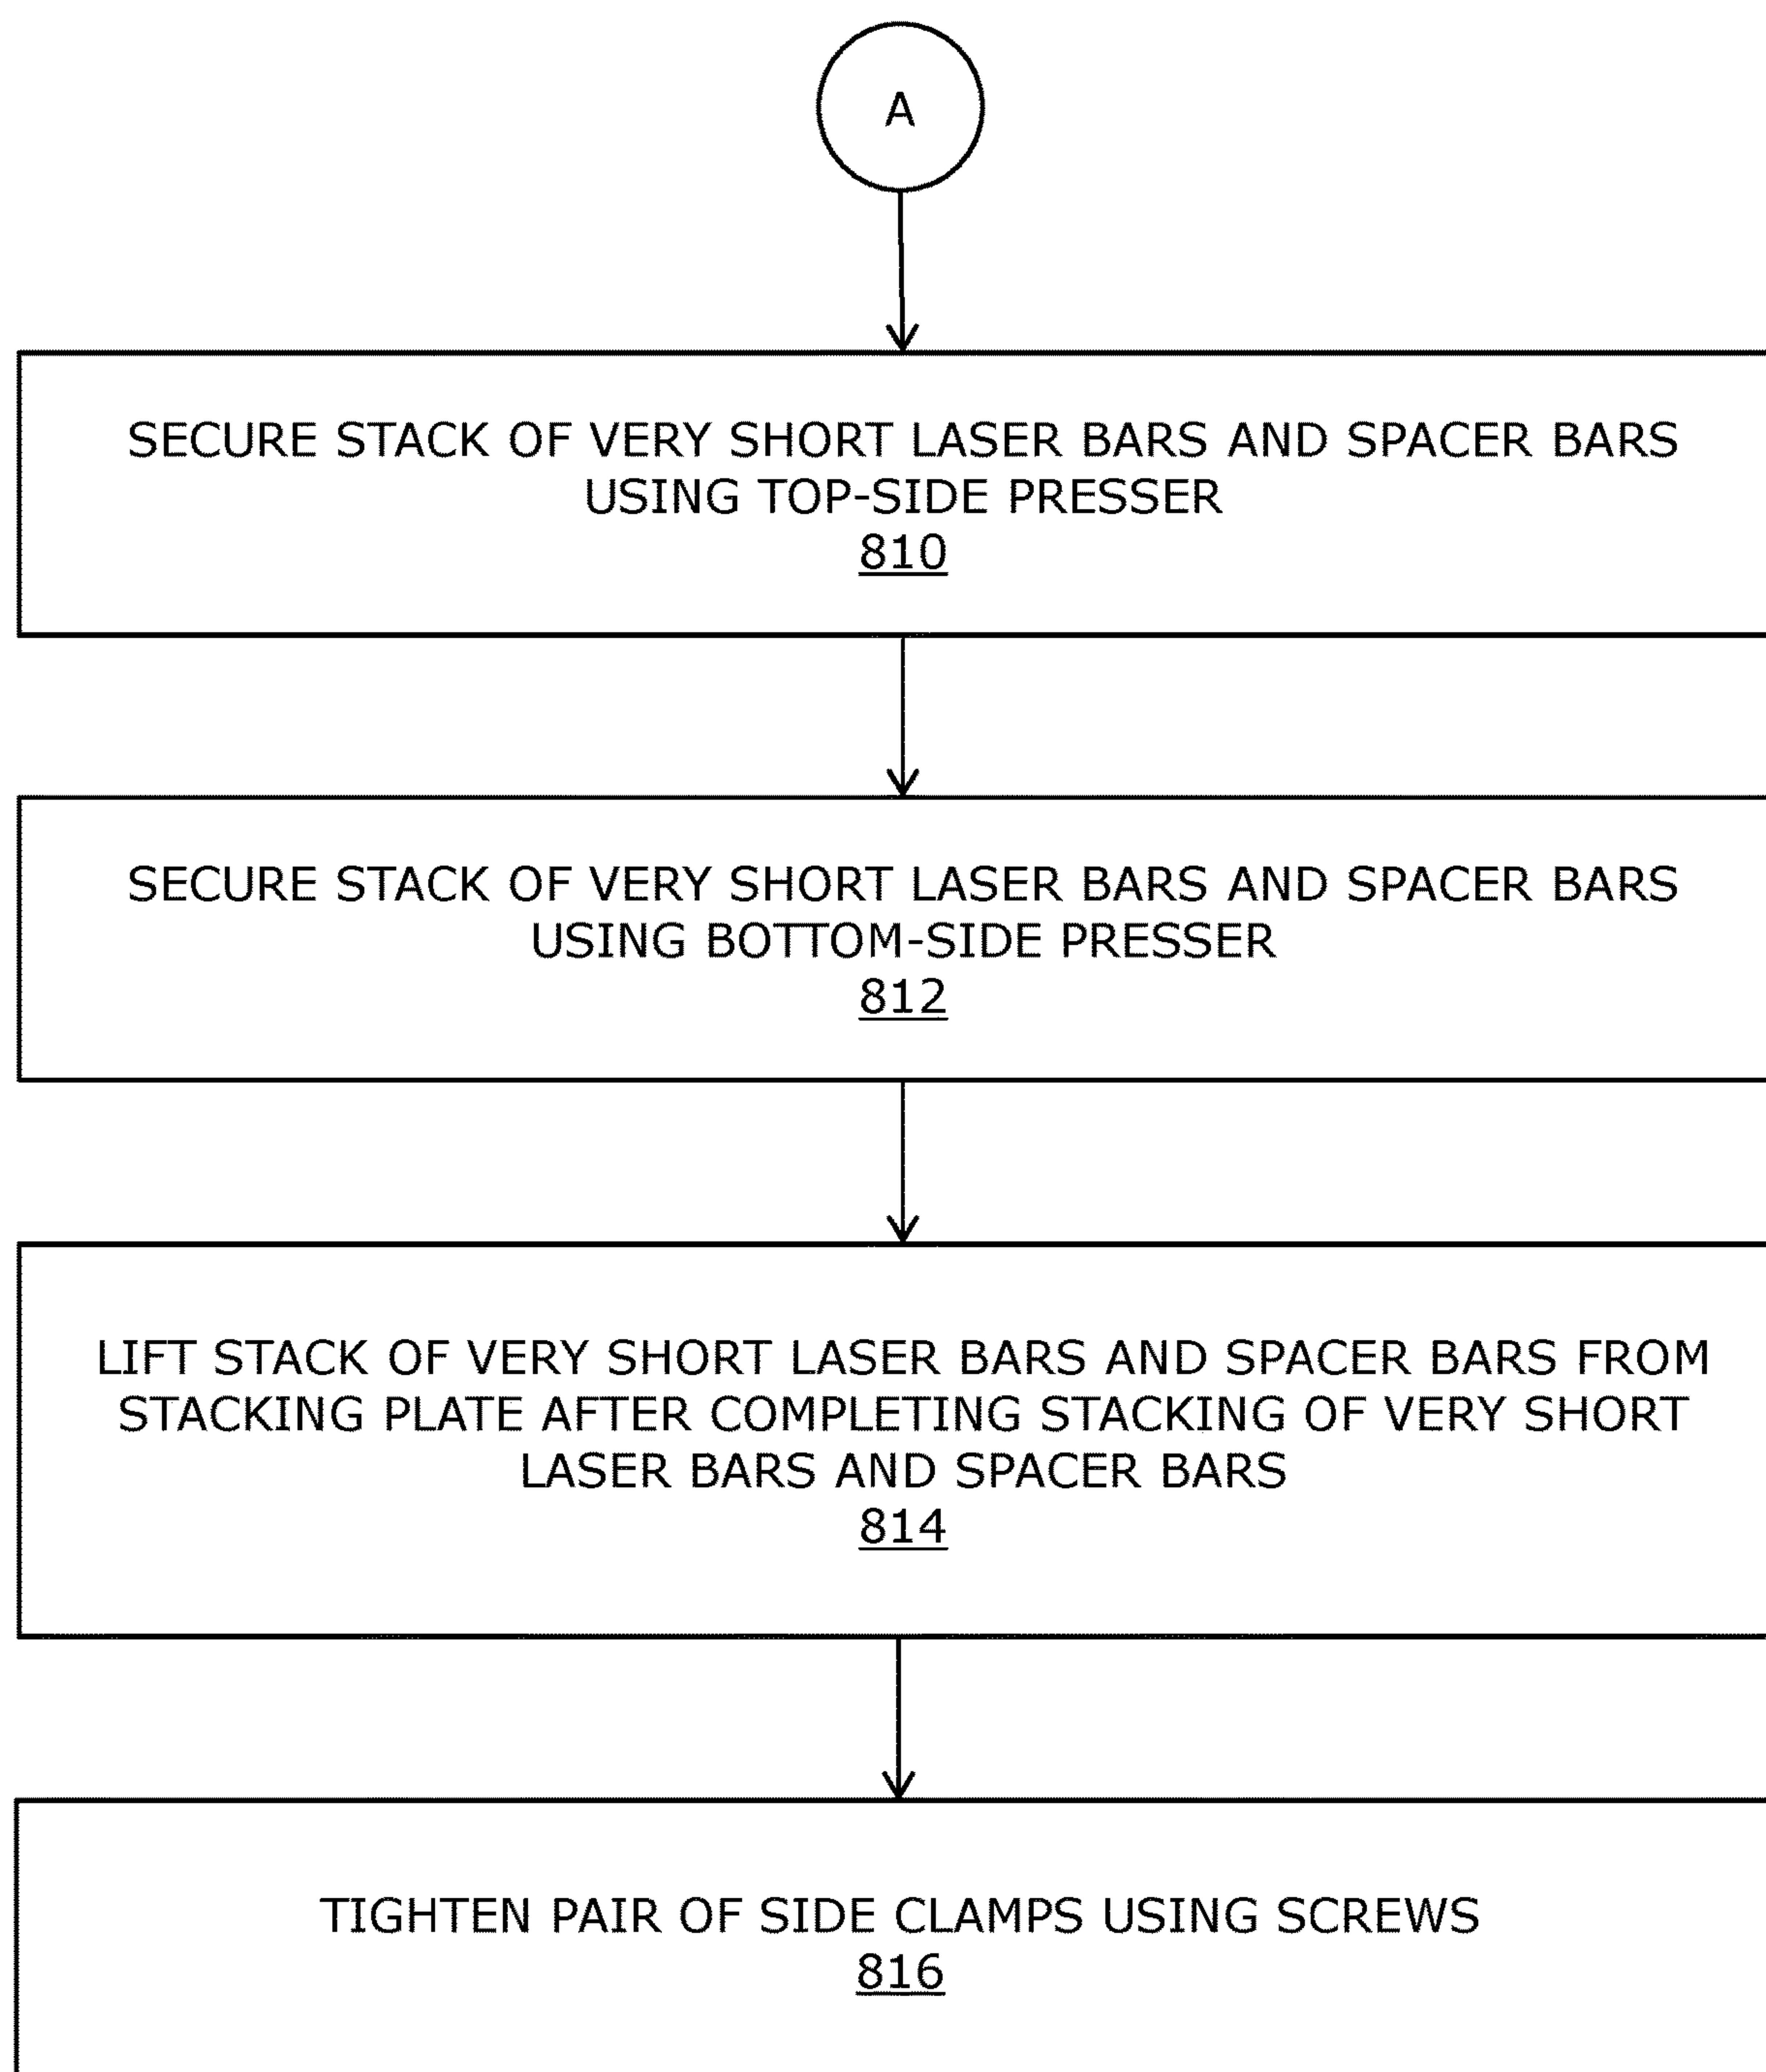 A
SECURE STACK OF VERY SHORT LASER BARS AND SPACER BARS
USING TOP-SIDE PRESSER
810
SECURE STACK OF VERY SHORT LASER BARS AND SPACER BARS
USING BOTTOM-SIDE PRESSER
812
LIFT STACK OF VERY SHORT LASER BARS AND SPACER BARS FROM
STACKING PLATE AFTER COMPLETING STACKING OF VERY SHORT
LASER BARS AND SPACER BARS
814
TIGHTEN PAIR OF SIDE CLAMPS USING SCREWS
816